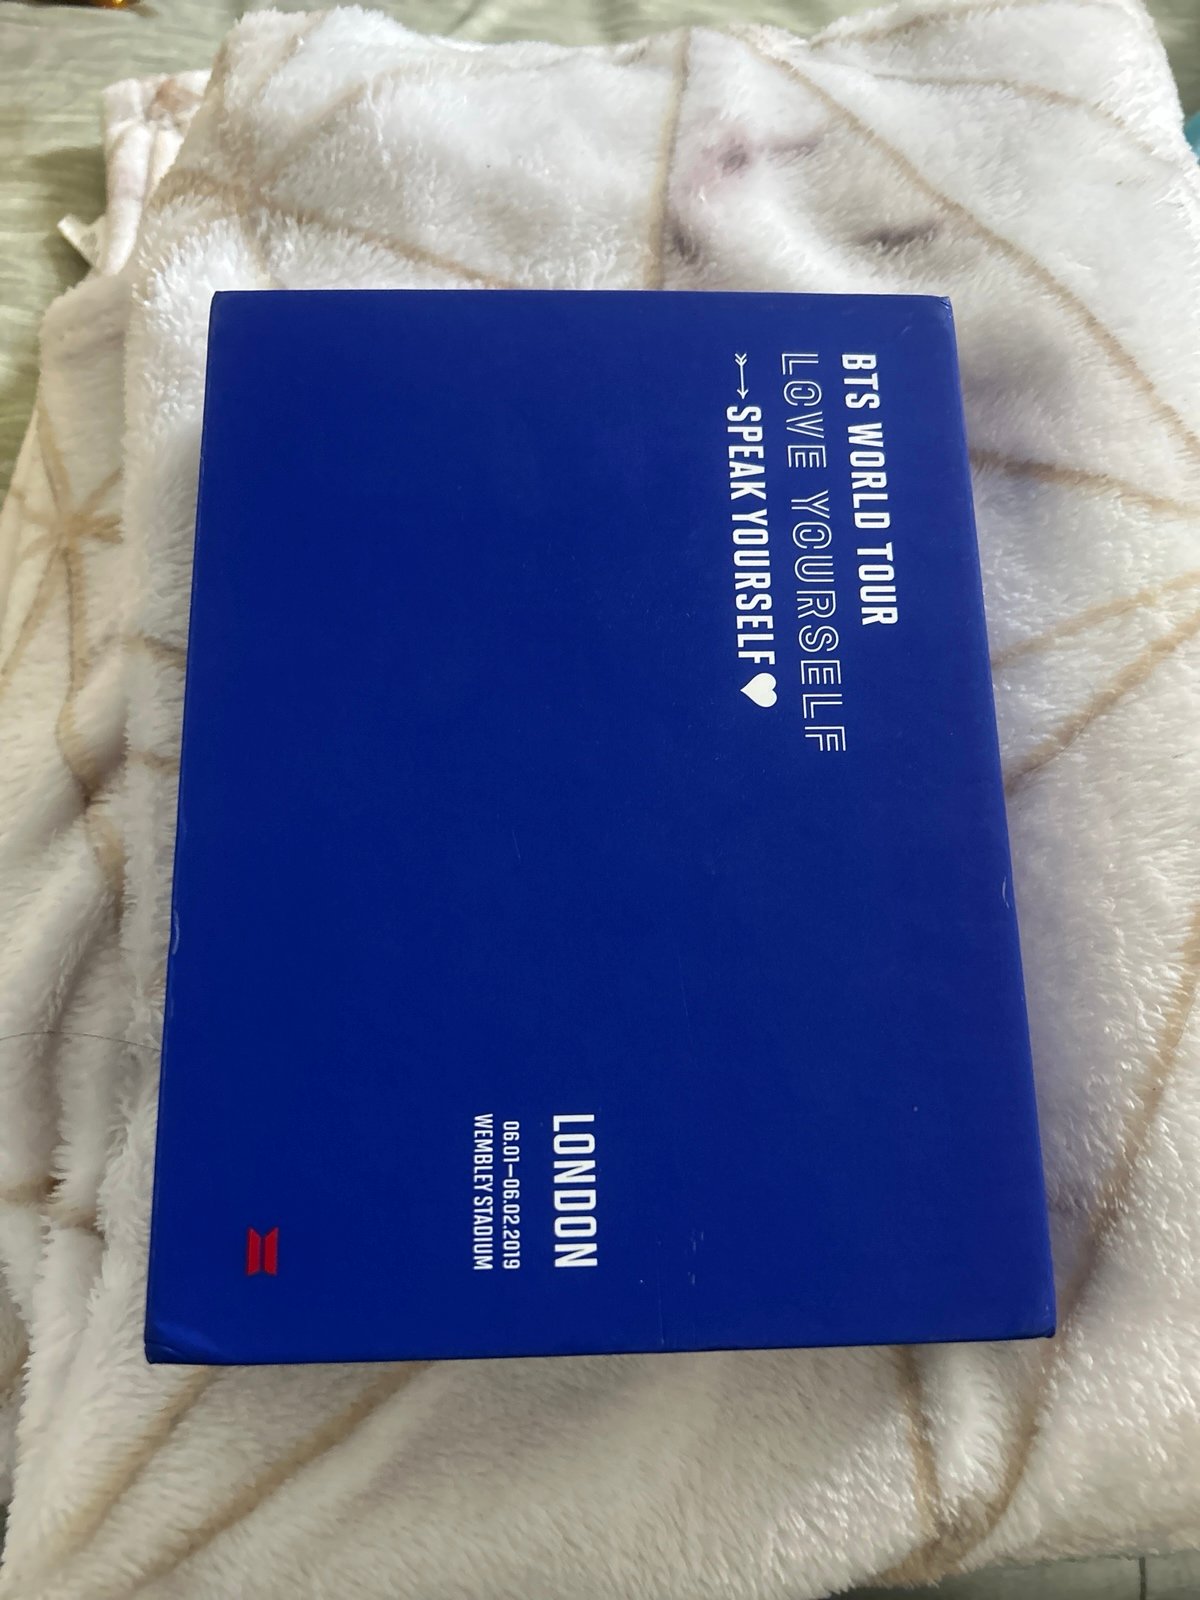 BTS WORLD TOUR
LOVE YOURSELF
SPEAK YOURSELF
LONDON
06.01—06.02.2019
WEMBLEY STADIUM